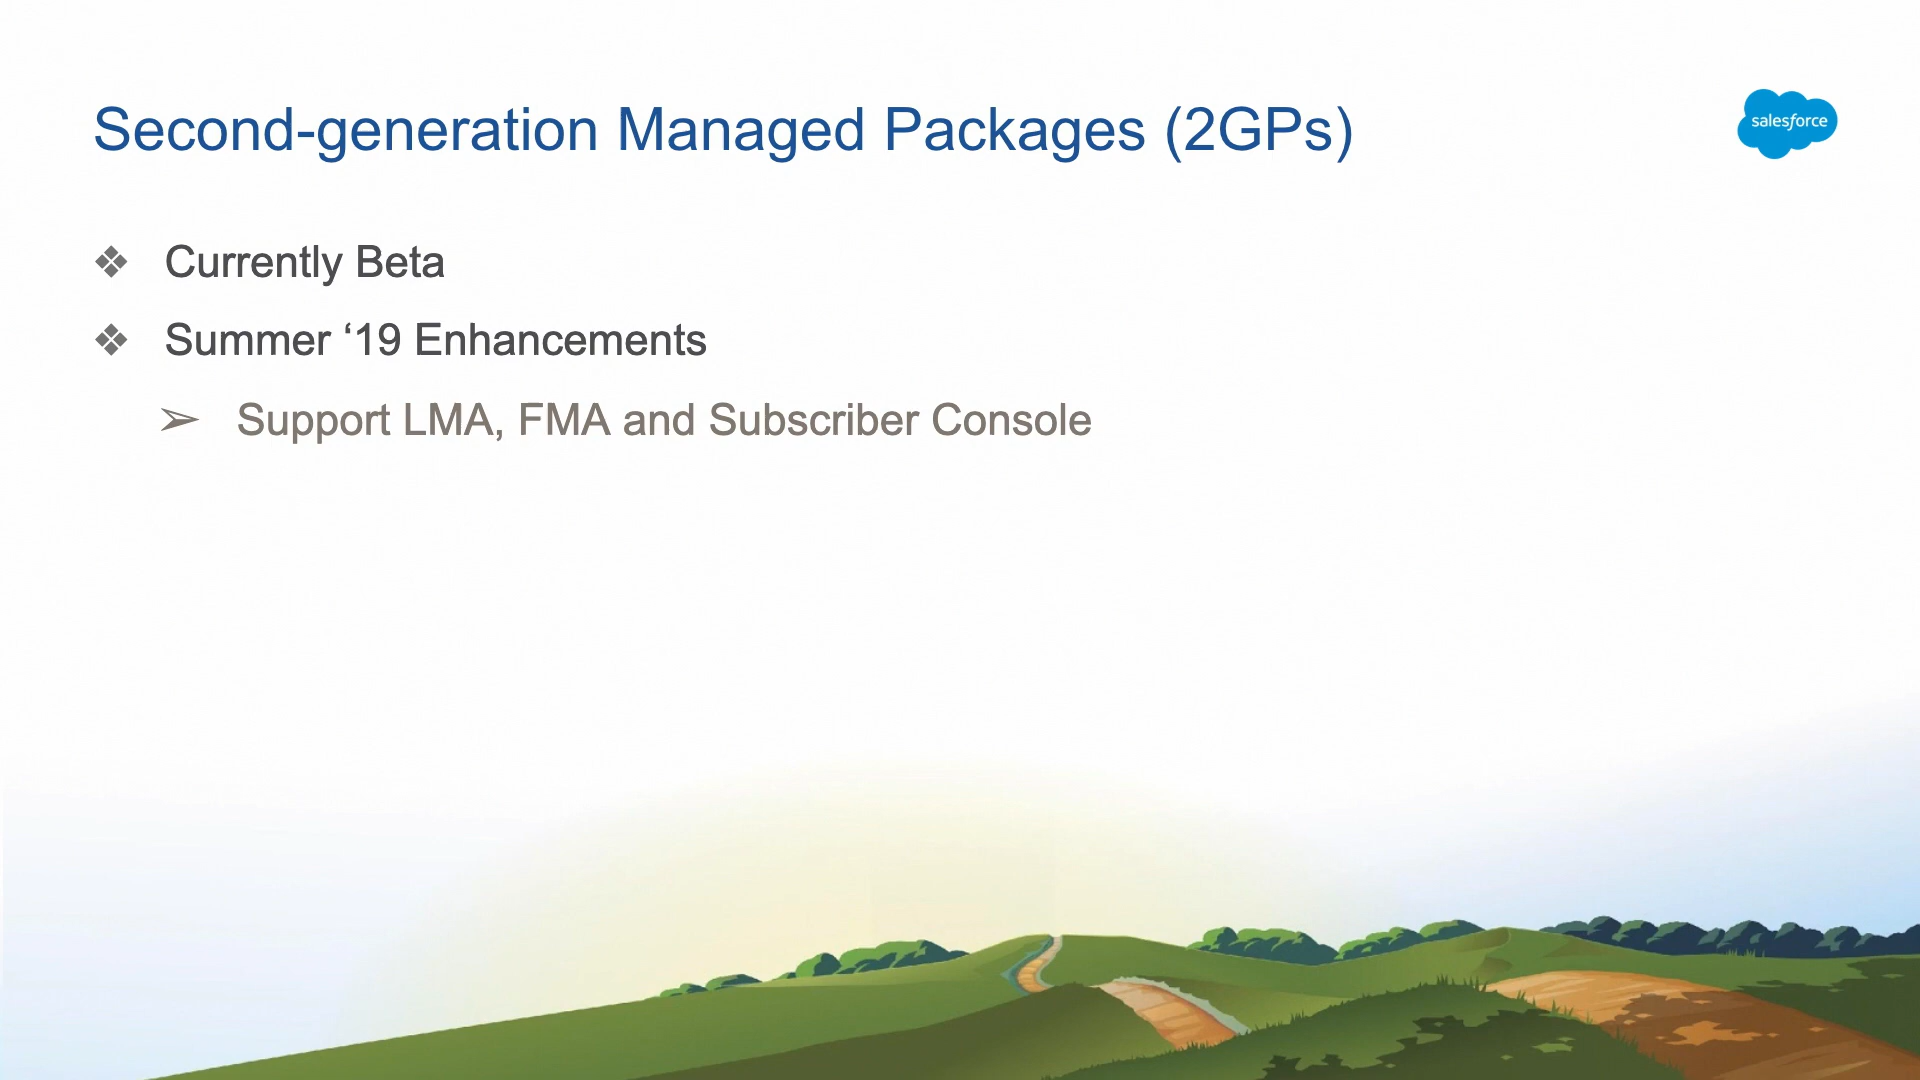 Second-generation Managed Packages (2GPs)
salesforce
❖ Currently Beta
❖ Summer ‘19 Enhancements
➢ Support LMA, FMA and Subscriber Console